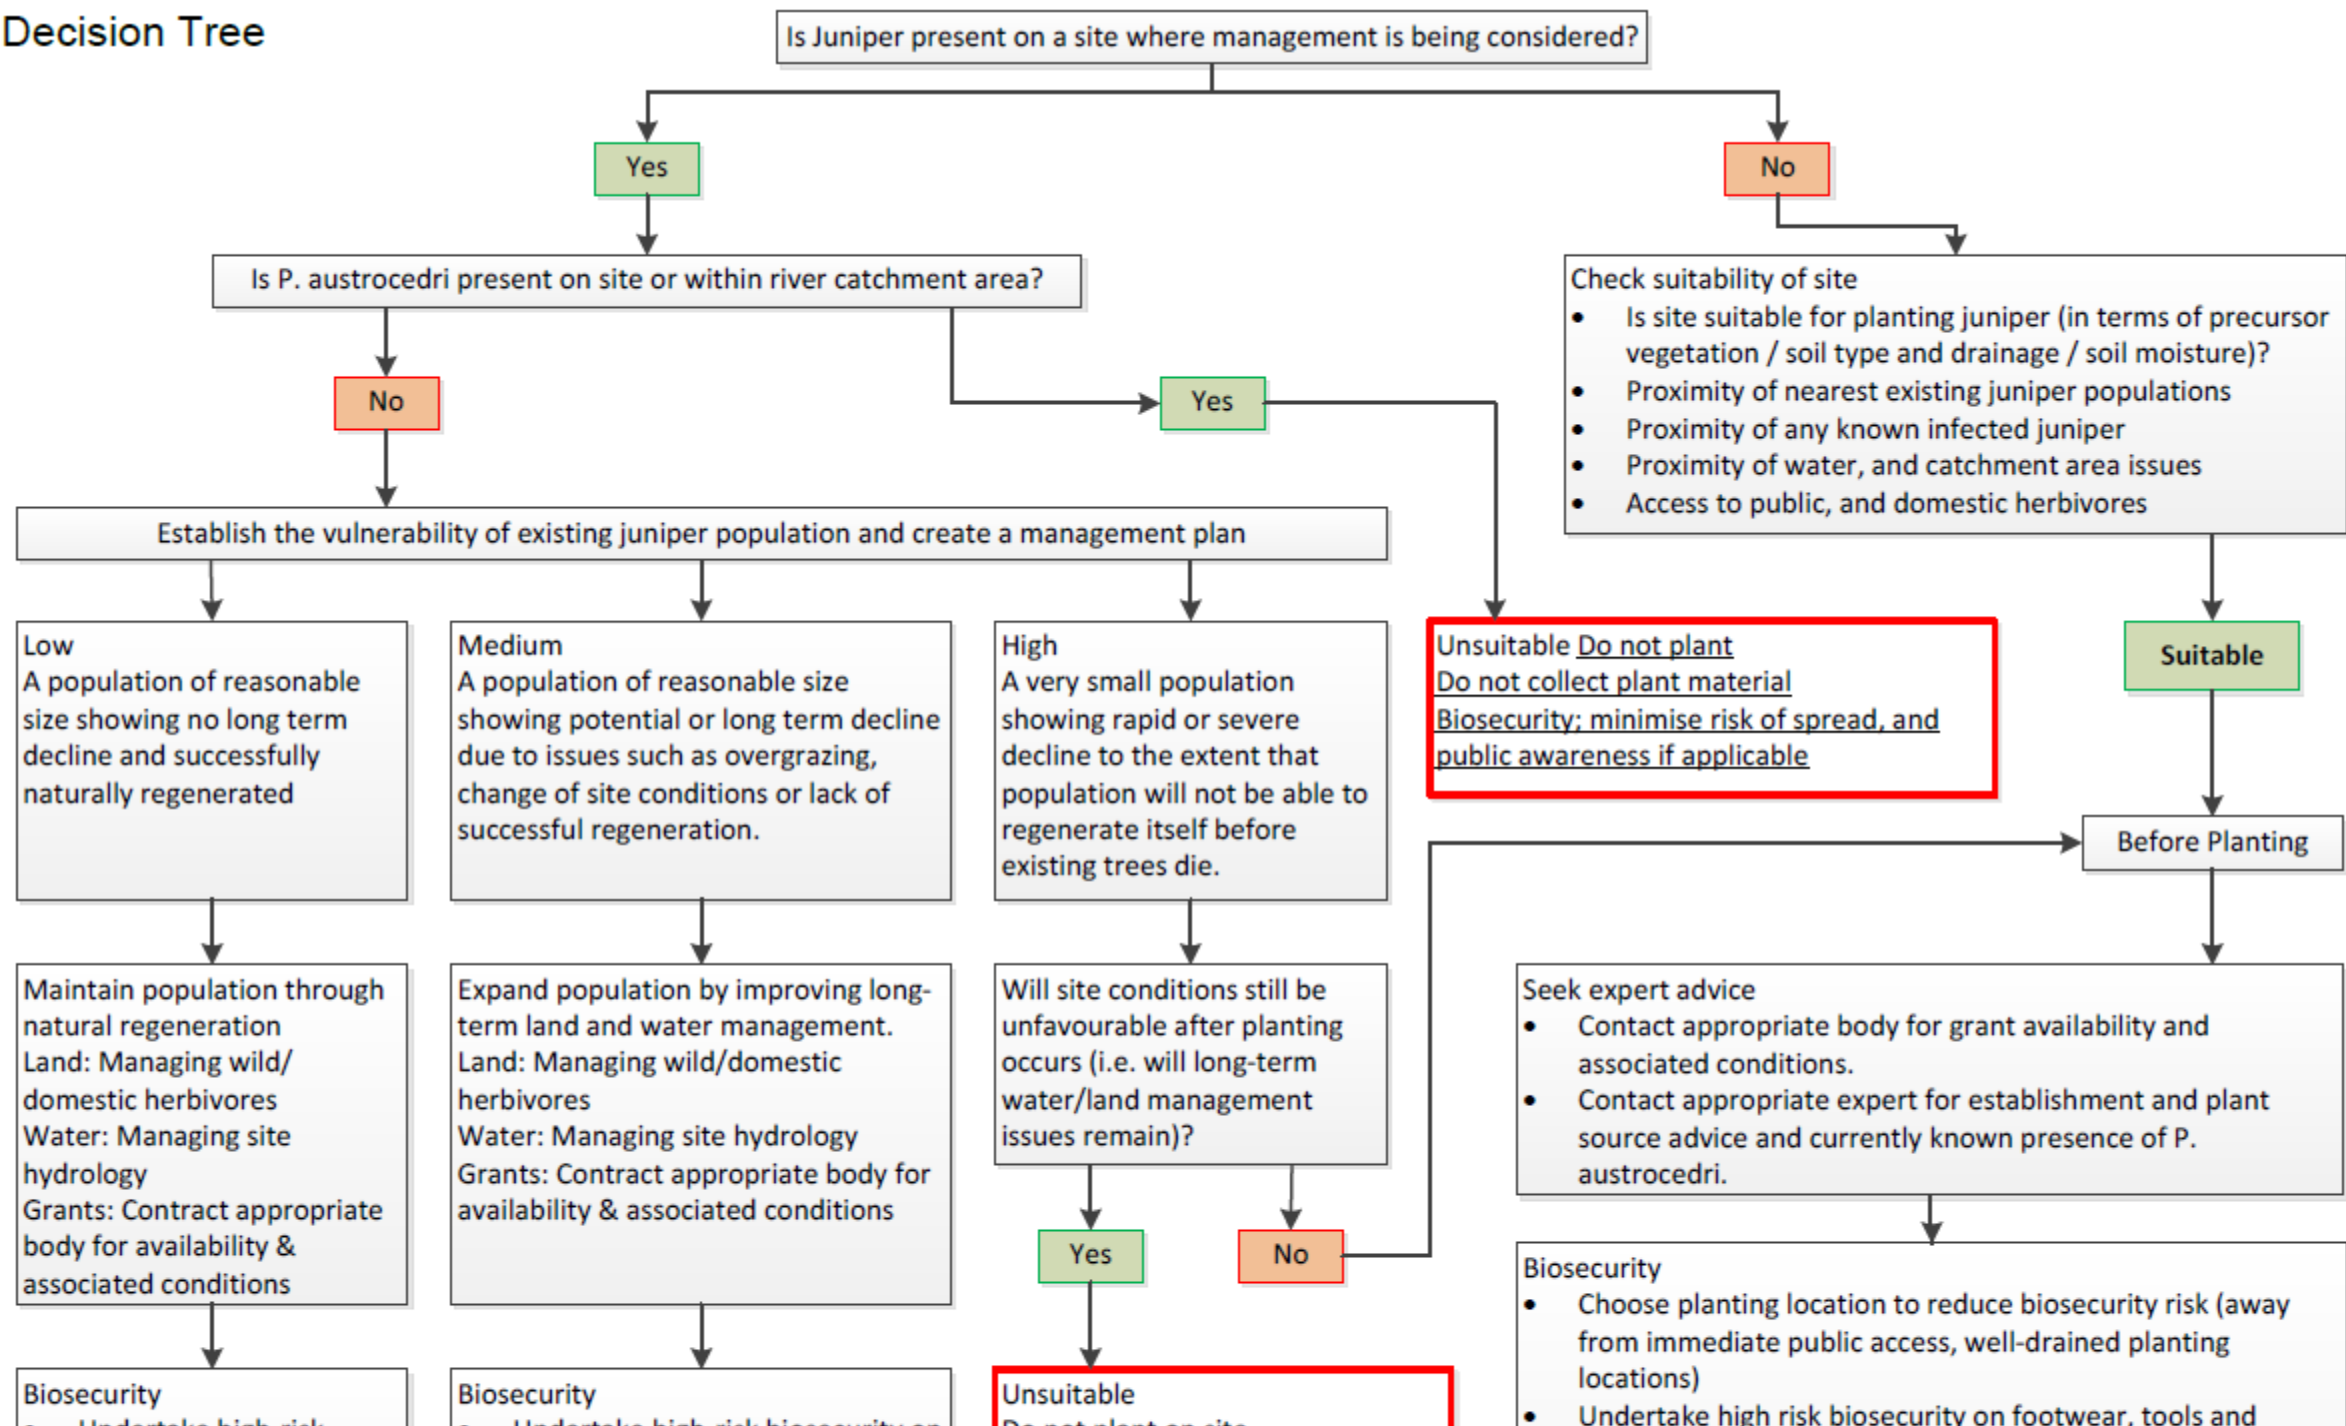 Decision Tree
Is Juniper present on a site where management is being considered?
Yes
No
Is P. austrocedri present on site or within river catchment area?
Check suitability of site
• Is site suitable for planting juniper (in terms of precursor
vegetation / soil type and drainage / soil moisture)?
• Proximity of nearest existing juniper populations
• Proximity of any known infected juniper
• Proximity of water, and catchment area issues
• Access to public, and domestic herbivores
No
Yes
Establish the vulnerability of existing juniper population and create a management plan
Low
A population of reasonable
size showing no long term
decline and successfully
naturally regenerated
Medium
A population of reasonable size
showing potential or long term decline
due to issues such as overgrazing,
change of site conditions or lack of
successful regeneration.
High
A very small population
showing rapid or severe
decline to the extent that
population will not be able to
regenerate itself before
existing trees die.
Unsuitable Do not plant
Do not collect plant material
Biosecurity; minimise risk of spread, and
public awareness if applicable
Suitable
Before Planting
Maintain population through
natural regeneration
Land: Managing wild/
domestic herbivores
Water: Managing site
hydrology
Grants: Contract appropriate
body for availability &
associated conditions
Expand population by improving long-
term land and water management.
Land: Managing wild/domestic
herbivores
Water: Managing site hydrology
Grants: Contract appropriate body for
availability & associated conditions
Will site conditions still be
unfavourable after planting
occurs (i.e. will long-term
water/land management
issues remain)?
Seek expert advice
• Contact appropriate body for grant availability and
associated conditions.
• Contact appropriate expert for establishment and plant
source advice and currently known presence of P.
austrocedri.
Yes
No
Biosecurity
• Choose planting location to reduce biosecurity risk (away
from immediate public access, well-drained planting
locations)
• Undertake high risk biosecurity on footwear, tools and
Biosecurity
• Undertake high risk
Biosecurity
• Undertake high risk biosecurity on
Unsuitable
Do not plant on site